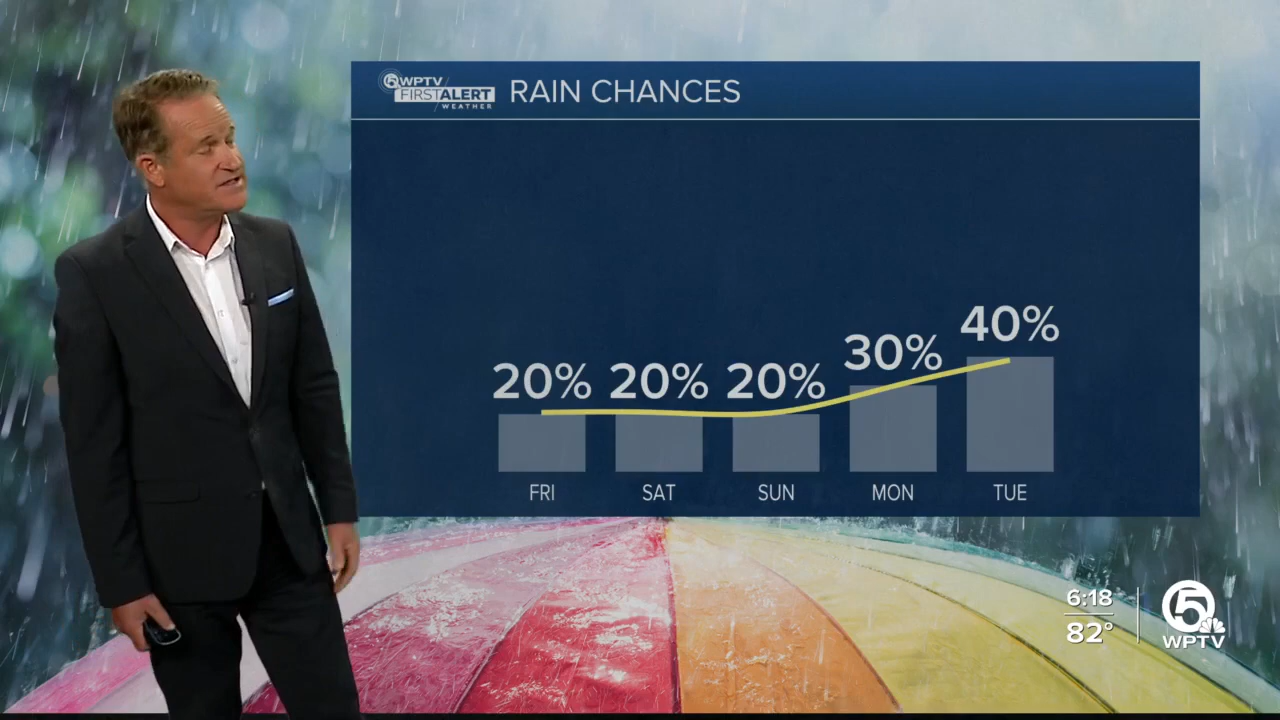 5 WPTV
FIRST ALERT
WEATHER
RAIN CHANCES
20% 20% 20% 30% 40%
FRI SAT SUN MON TUE
6:18
82°
5
WPTV